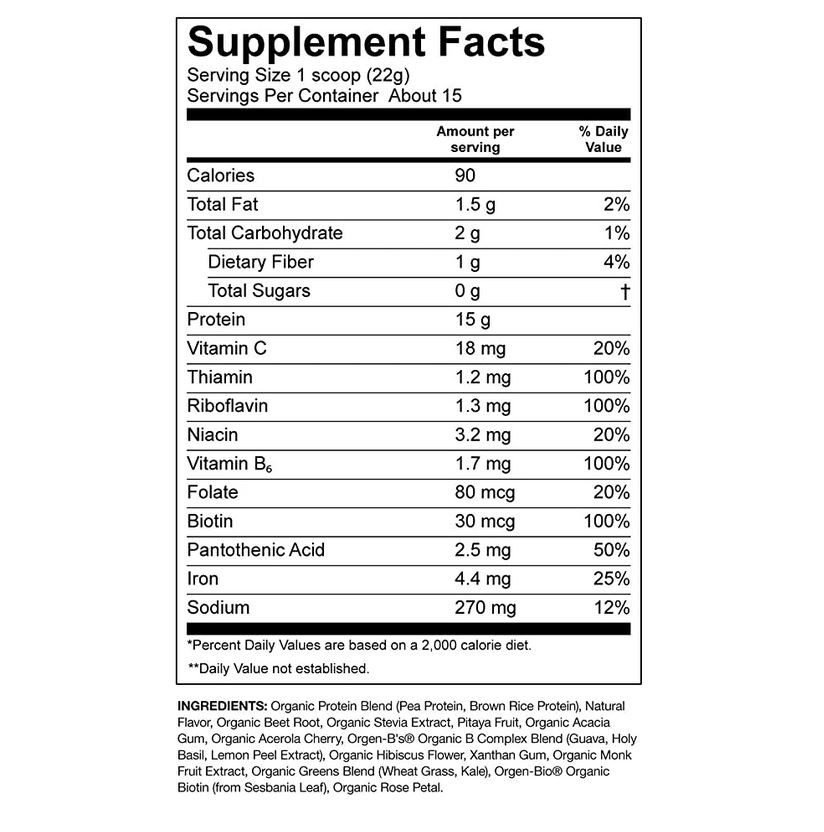 Supplement Facts
Serving Size 1 scoop (22g)
Servings Per Container About 15
Amount per serving % Daily Value
Calories 90
Total Fat 1.5 g 2%
Total Carbohydrate 2 g 1%
Dietary Fiber 1 g 4%
Total Sugars 0 g †
Protein 15 g
Vitamin C 18 mg 20%
Thiamin 1.2 mg 100%
Riboflavin 1.3 mg 100%
Niacin 3.2 mg 20%
Vitamin B₆ 1.7 mg 100%
Folate 80 mcg 20%
Biotin 30 mcg 100%
Pantothenic Acid 2.5 mg 50%
Iron 4.4 mg 25%
Sodium 270 mg 12%
*Percent Daily Values are based on a 2,000 calorie diet.
**Daily Value not established.
INGREDIENTS: Organic Protein Blend (Pea Protein, Brown Rice Protein), Natural
Flavor, Organic Beet Root, Organic Stevia Extract, Pitaya Fruit, Organic Acacia
Gum, Organic Acerola Cherry, Orgen-B's® Organic B Complex Blend (Guava, Holy
Basil, Lemon Peel Extract), Organic Hibiscus Flower, Xanthan Gum, Organic Monk
Fruit Extract, Organic Greens Blend (Wheat Grass, Kale), Orgen-Bio® Organic
Biotin (from Sesbania Leaf), Organic Rose Petal.